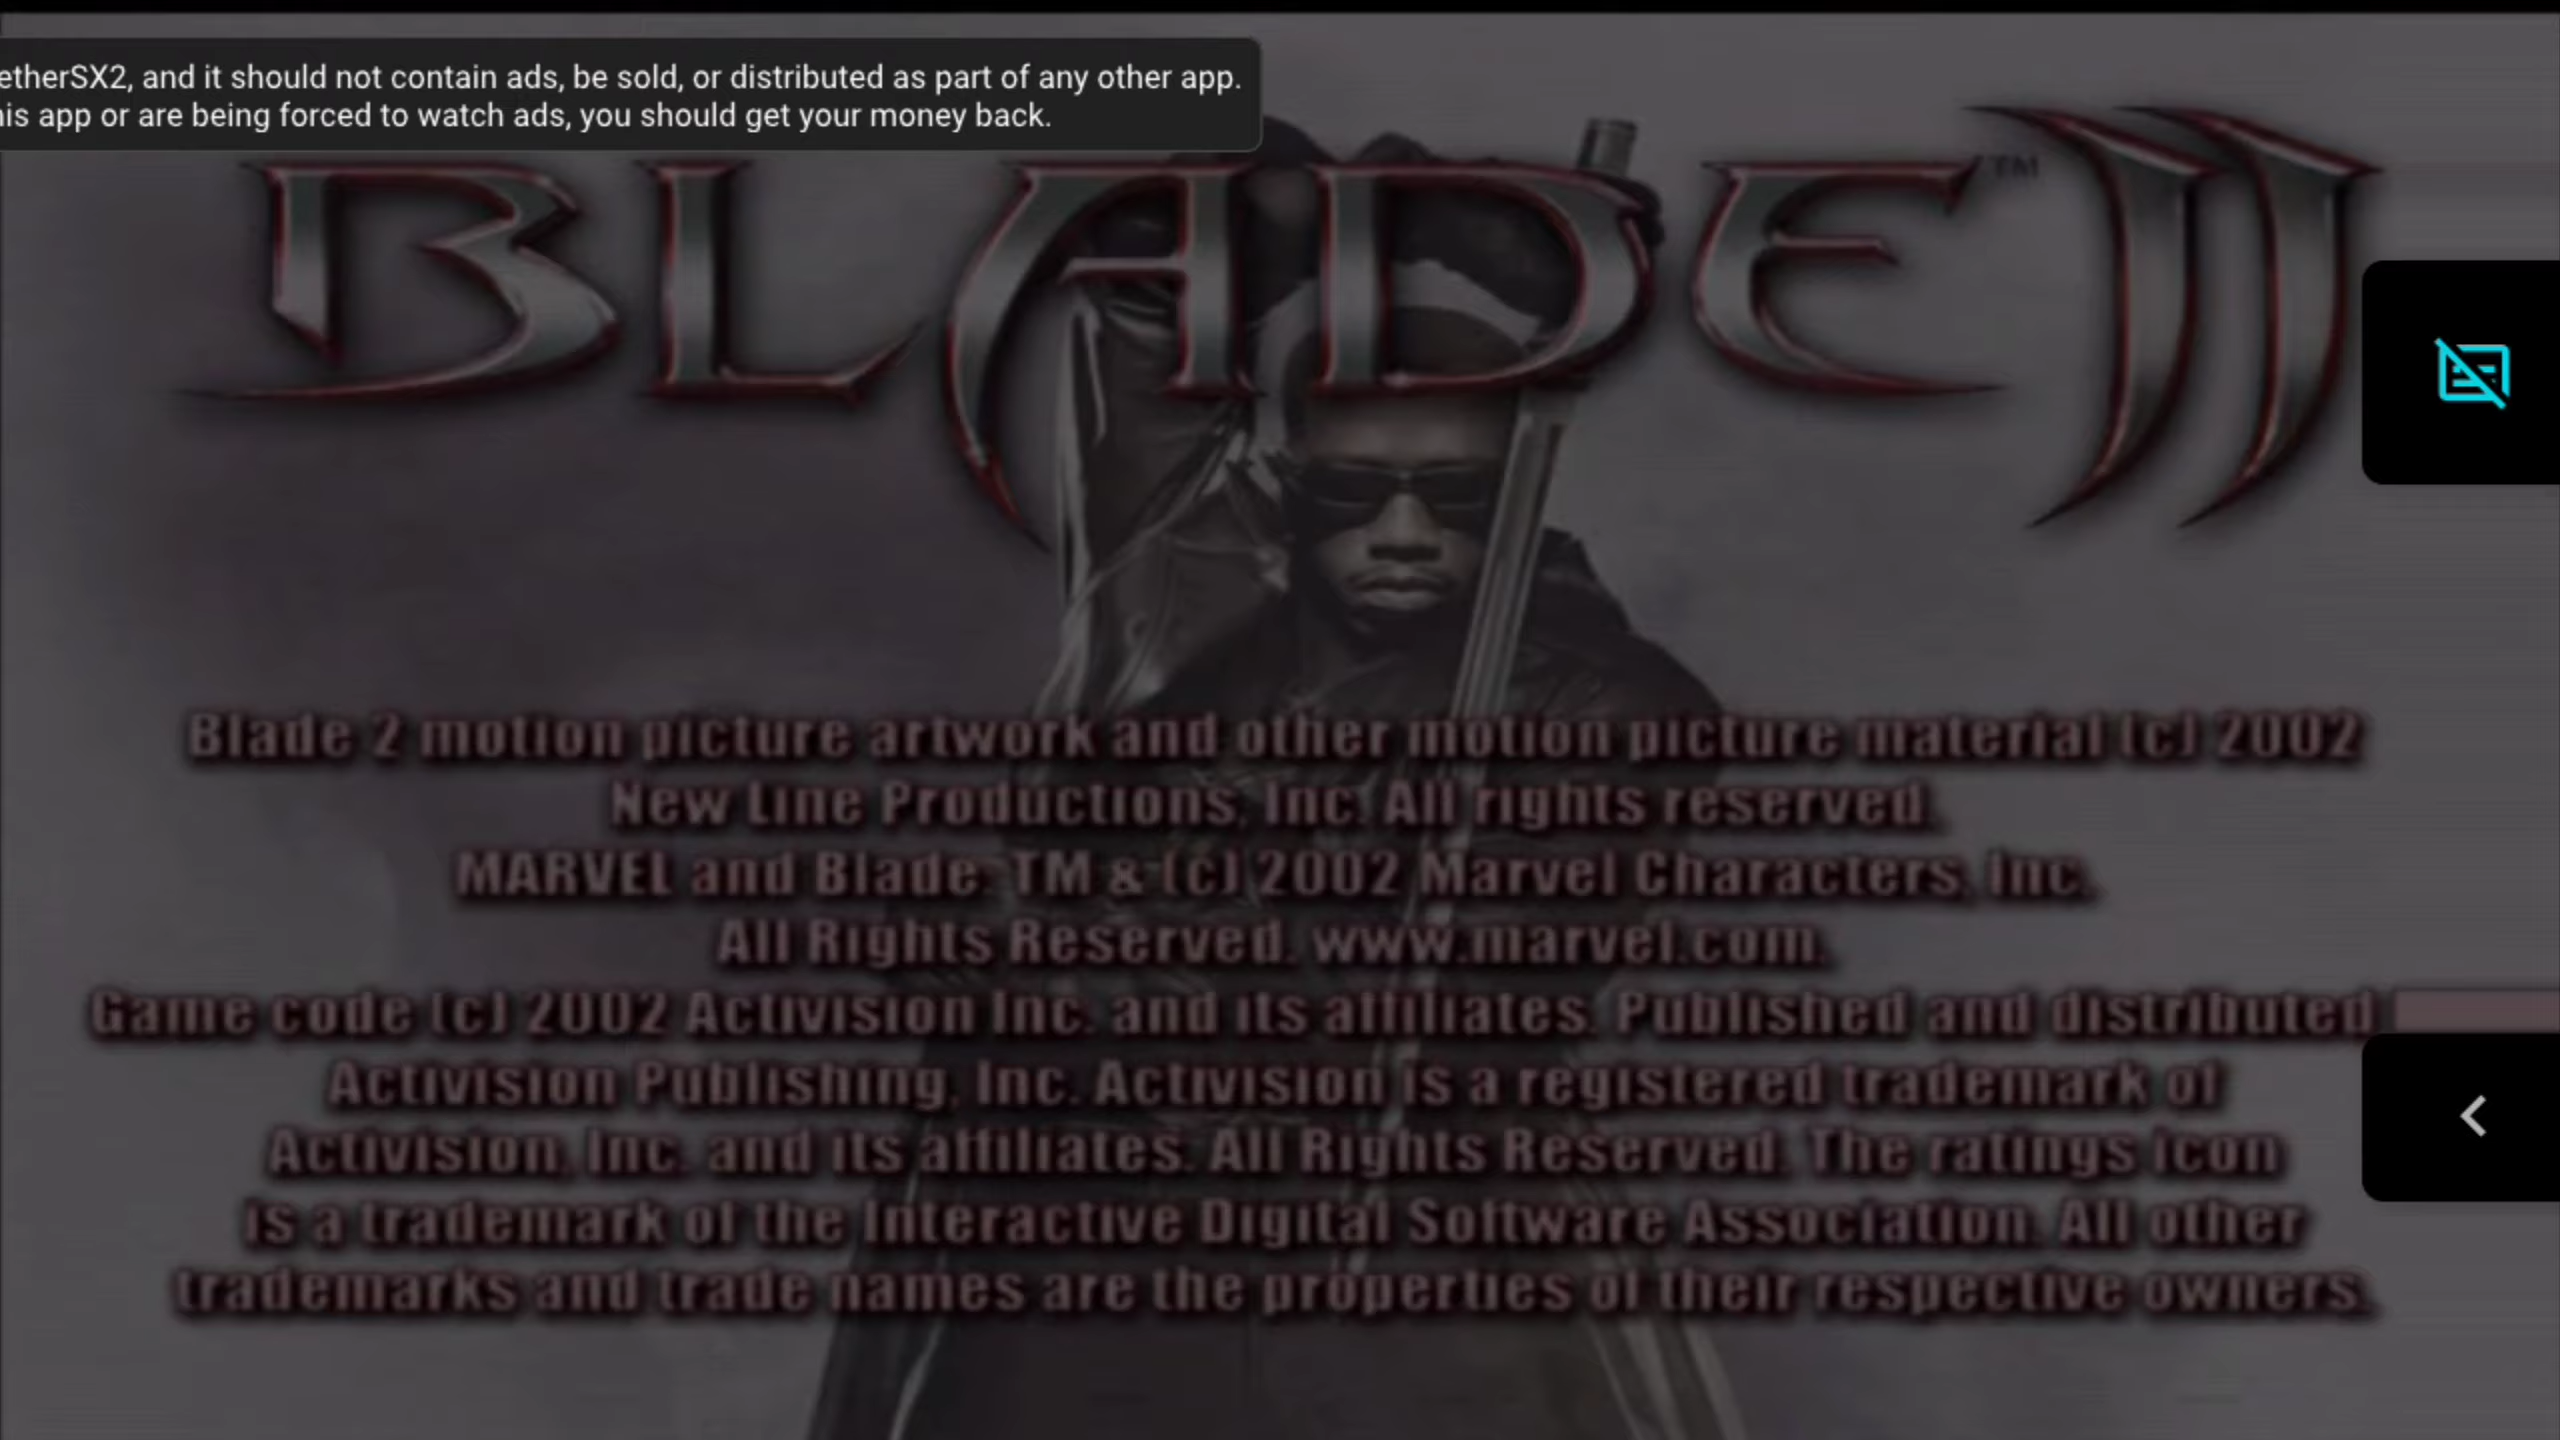 etherSX2, and it should not contain ads, be sold, or distributed as part of any other app.
his app or are being forced to watch ads, you should get your money back.
BLADE II TM
Blade 2 motion picture artwork and other motion picture material (c) 2002
New Line Productions, Inc. All rights reserved.
MARVEL and Blade: TM & (c) 2002 Marvel Characters, Inc.
All Rights Reserved. www.marvel.com.
Game code (c) 2002 Activision Inc. and its affiliates. Published and distributed
Activision Publishing, Inc. Activision is a registered trademark of
Activision, Inc. and its affiliates. All Rights Reserved. The ratings icon
is a trademark of the Interactive Digital Software Association. All other
trademarks and trade names are the properties of their respective owners.